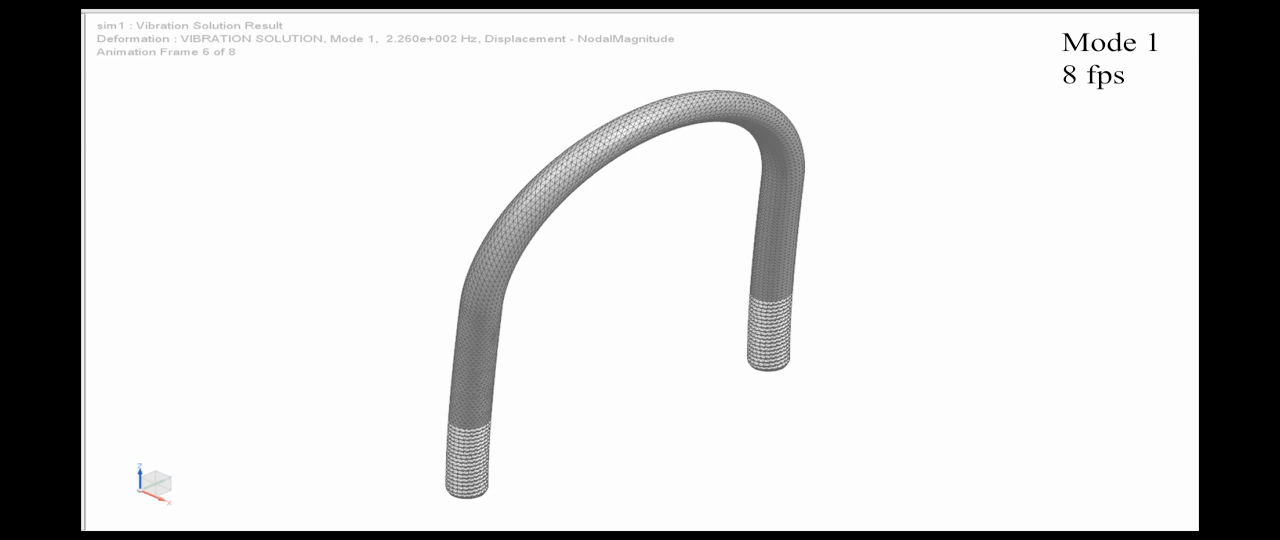 sim1 : Vibration Solution Result
Deformation : VIBRATION SOLUTION, Mode 1, 2.260e+002 Hz, Displacement - NodalMagnitude
Animation Frame 6 of 8
Mode 1
8 fps
Z
X